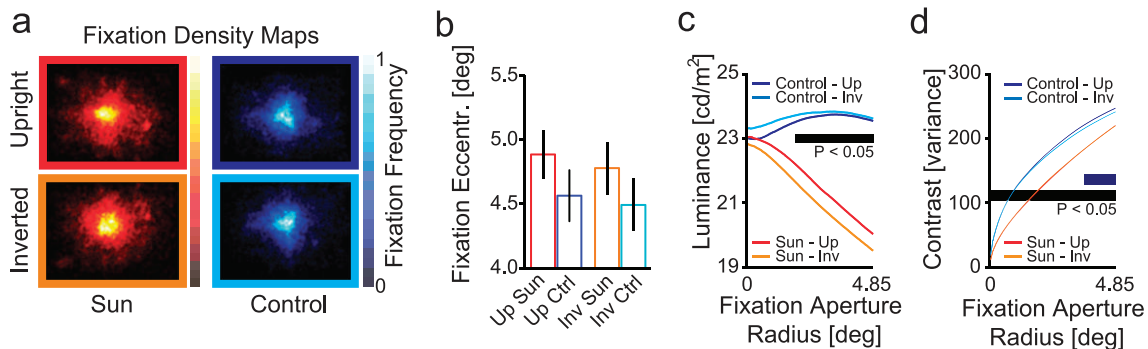 a
Fixation Density Maps
Upright
Inverted
Sun
Control
1
0
Fixation Frequency
b
Fixation Eccentr. [deg]
5.5
5.0
4.5
4.0
Up Sun
Up Ctrl
Inv Sun
Inv Ctrl
c
Luminance [cd/m²]
25
23
19
Control - Up
Control - Inv
P < 0.05
Sun - Up
Sun - Inv
0
4.85
Fixation Aperture
Radius [deg]
d
Contrast [variance]
300
200
100
0
Control - Up
Control - Inv
P < 0.05
Sun - Up
Sun - Inv
0
4.85
Fixation Aperture
Radius [deg]